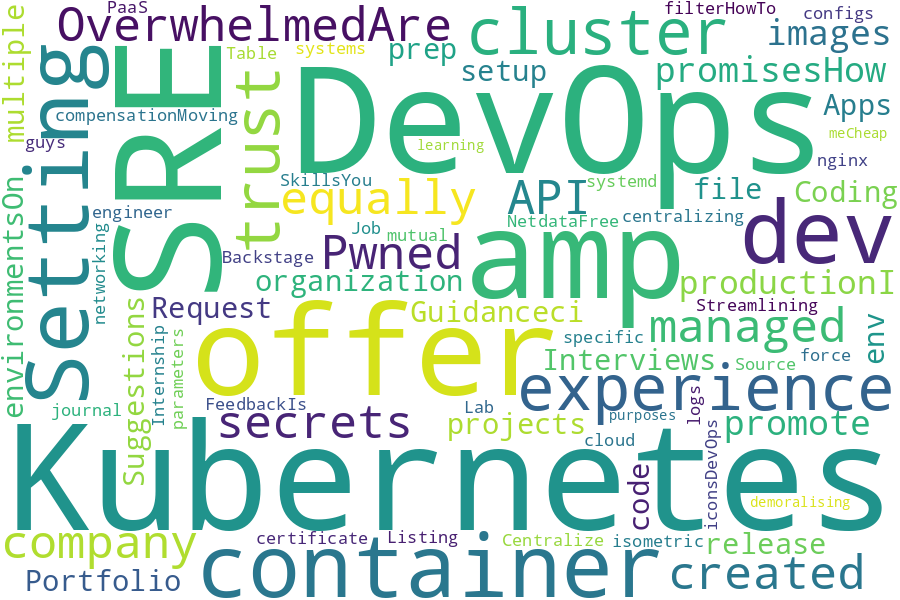 PaaS
OverwhelmedAre
cluster
filterHowTo
configs
images
multiple
Setting
SRE
Table
systems
prep
setup
promisesHow
trust
DevOps
Apps
compensationMoving
guys
learning
meCheap
nginx
SkillsYou
equally
API
systemd
file
Coding
environmentsOn
networking
engineer
Job
mutual
NetdataFree
centralizing
dev
Backstage
Pwned
amp
organization
productionI
Request
Guidanceci
Streamlining
offer
managed
env
Suggestions
Internship
parameters
specific
Interviews
Source
force
experience
journal
FeedbackIs
secrets
Lab
projects
purposes
logs
promote
cloud
Kubernetes
code
iconsDevOps
demoralising
company
certificate
Listing
Centralize
isometric
release
Portfolio
container
created